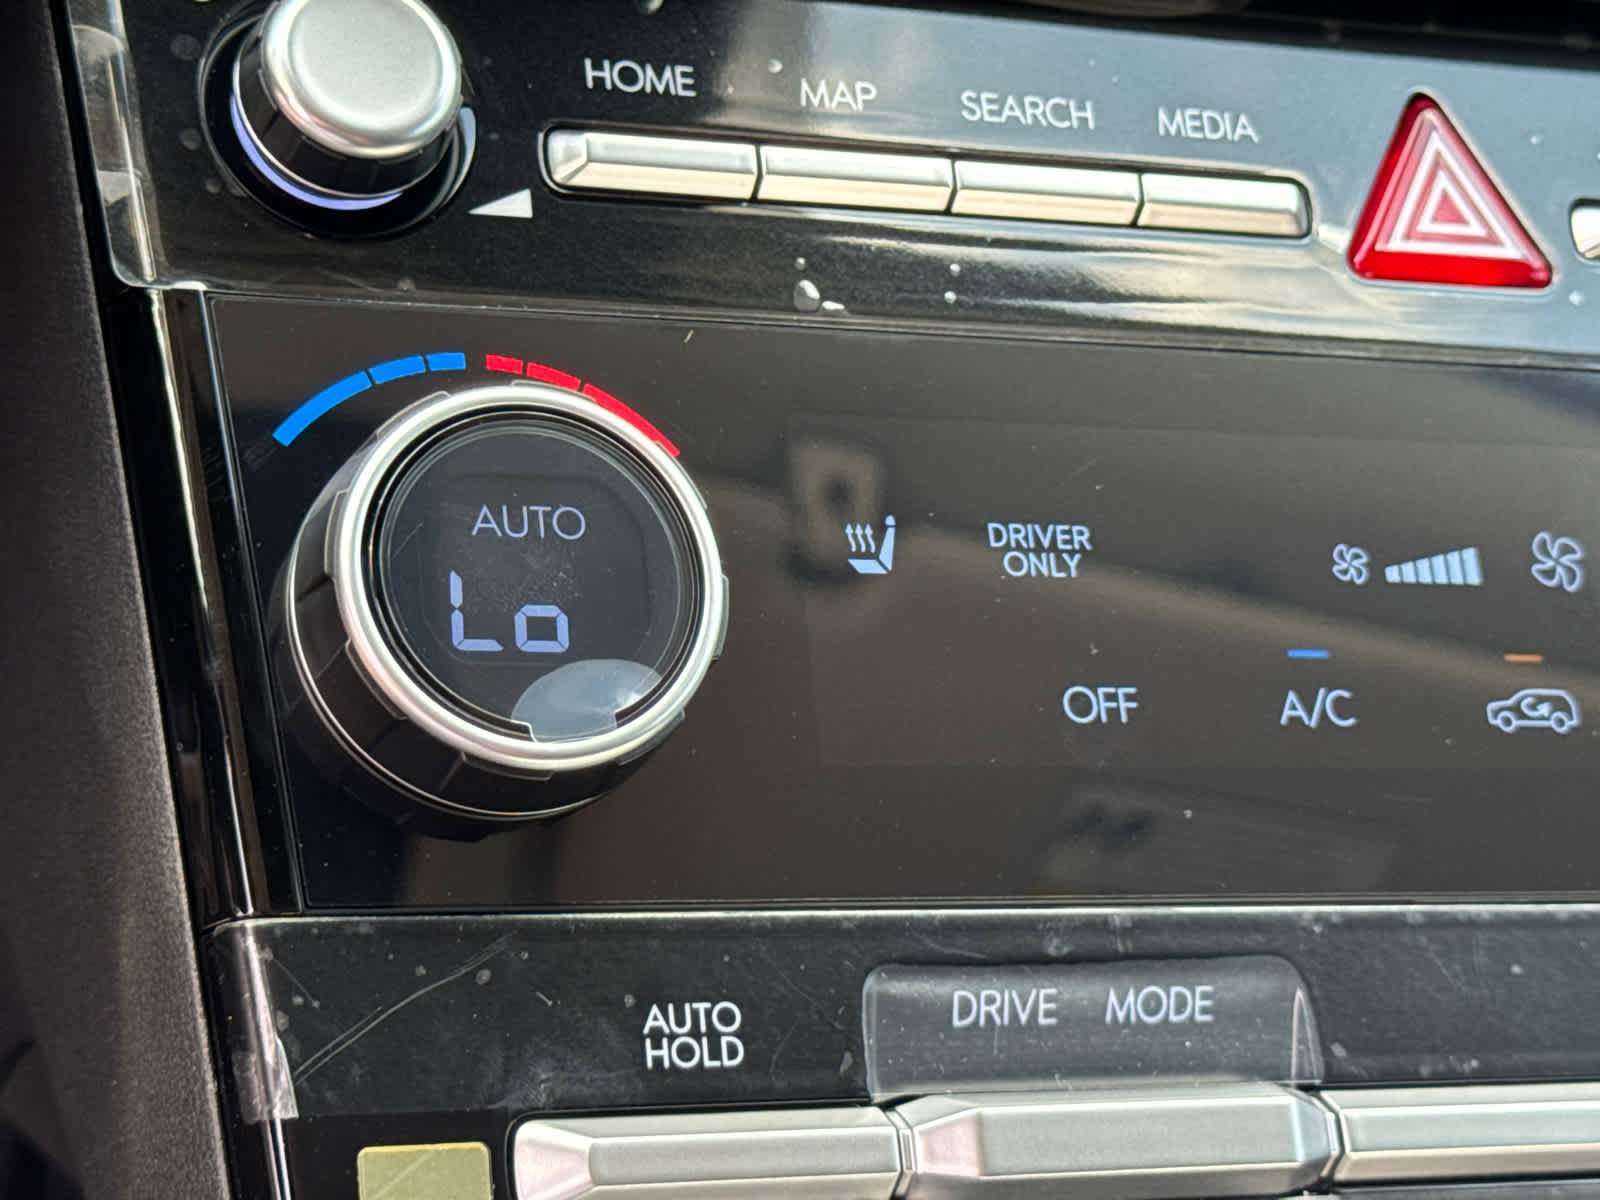 HOME MAP SEARCH MEDIA
AUTO
Lo
DRIVER
ONLY
OFF A/C
AUTO
HOLD
DRIVE MODE